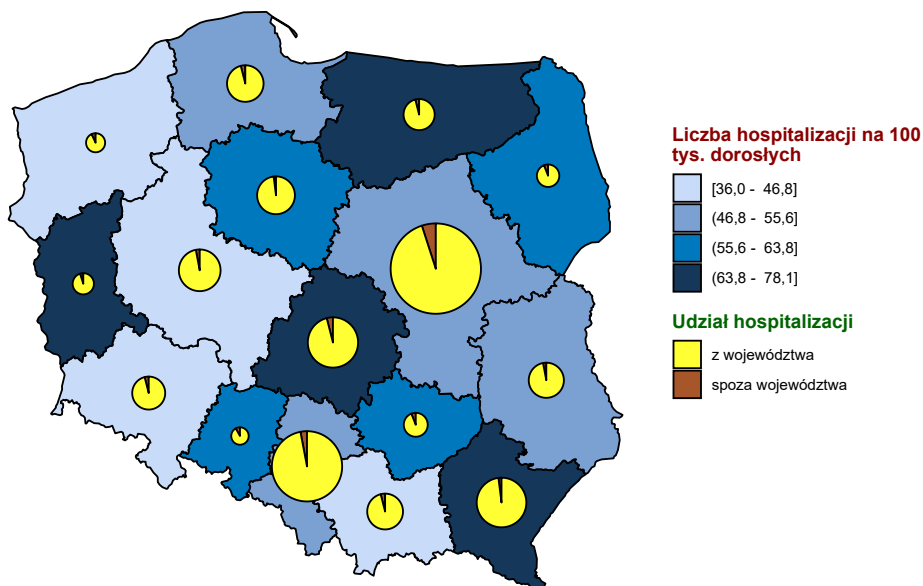 Liczba hospitalizacji na 100
tys. dorosłych
[36,0 - 46,8]
(46,8 - 55,6]
(55,6 - 63,8]
(63,8 - 78,1]
Udział hospitalizacji
z województwa
spoza województwa